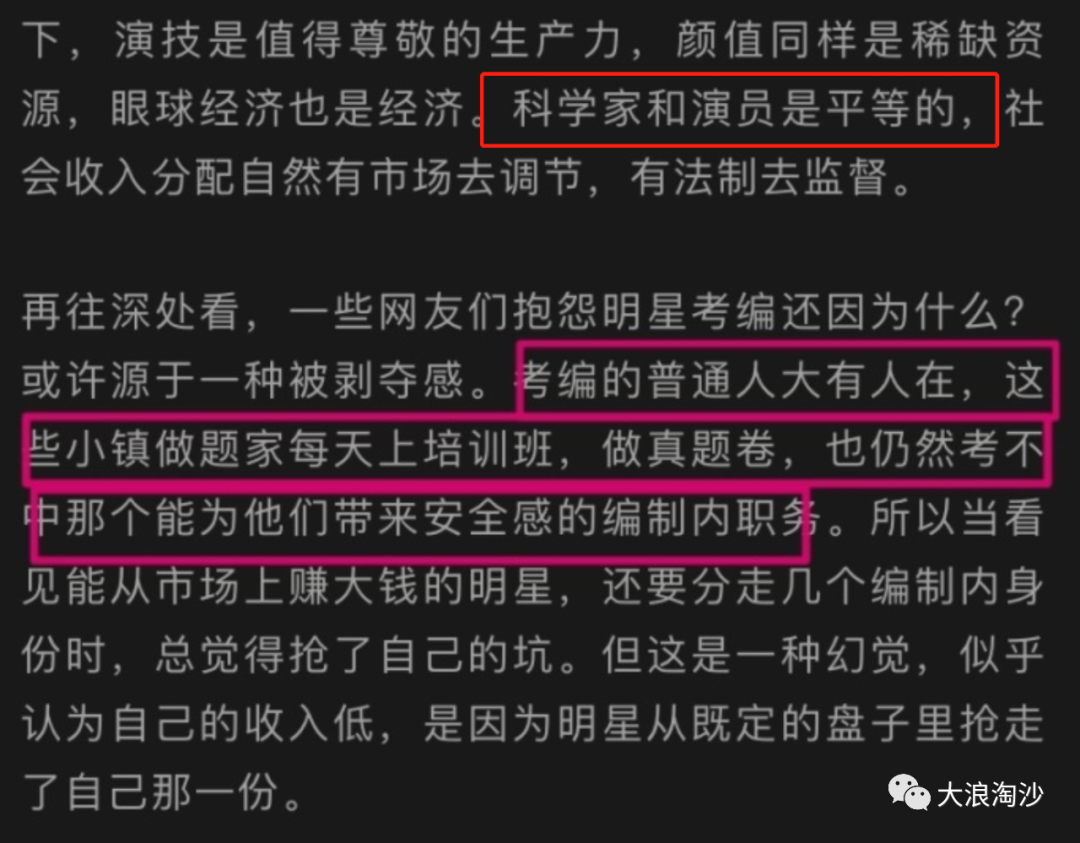 下，演技是值得尊敬的生产力，颜值同样是稀缺资
源，眼球经济也是经济。科学家和演员是平等的，社
会收入分配自然有市场去调节，有法制去监督。
再往深处看，一些网友们抱怨明星考编还因为什么？
或许源于一种被剥夺感。考编的普通人大有人在，这
些小镇做题家每天上培训班，做真题卷，也仍然考不
中那个能为他们带来安全感的编制内职务。所以当看
见能从市场上赚大钱的明星，还要分走几个编制内身
份时，总觉得抢了自己的坑。但这是一种幻觉，似乎
认为自己的收入低，是因为明星从既定的盘子里抢走
了自己那一份。
大浪淘沙